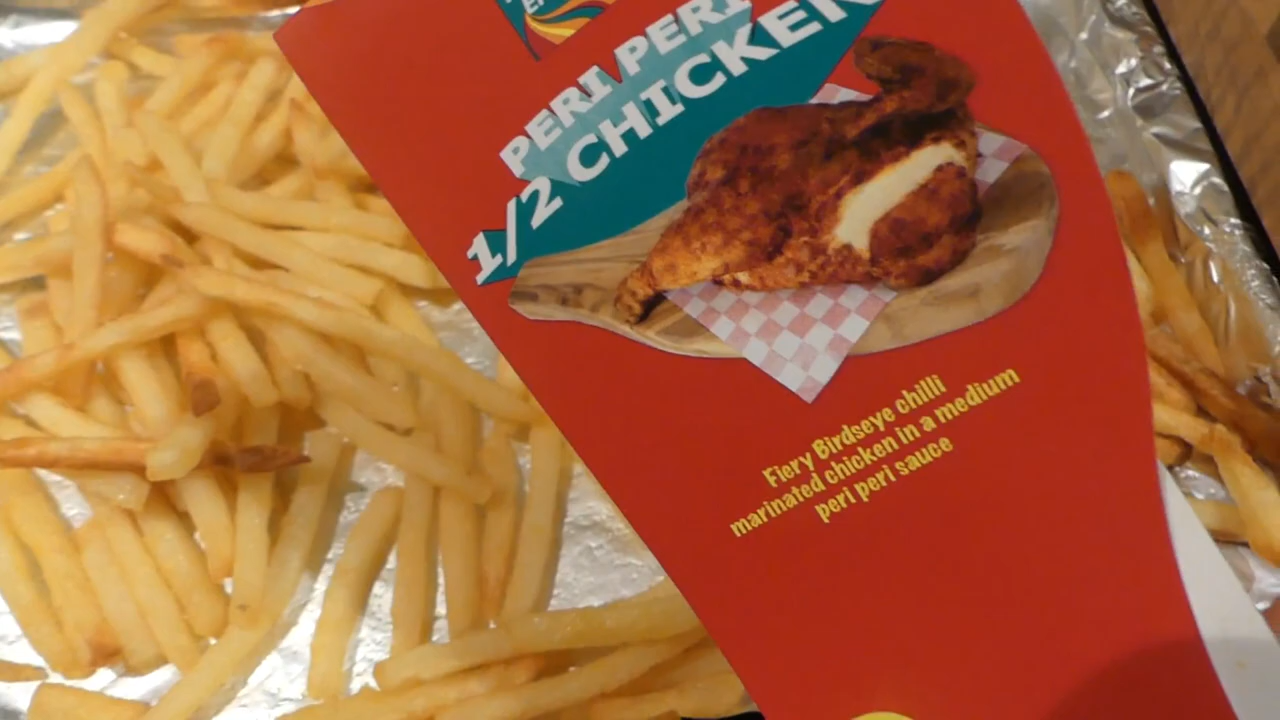 PERI PERI
1/2 CHICKEN
Fiery Birdseye chilli
marinated chicken in a medium
peri peri sauce